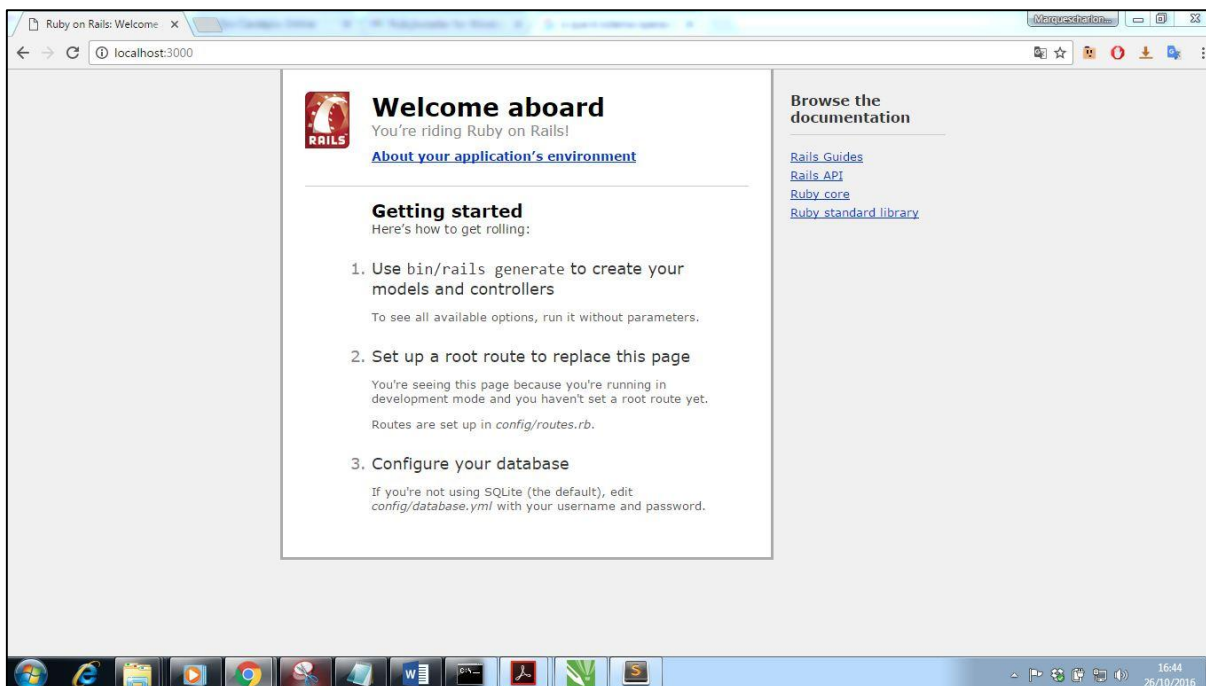 Ruby on Rails: Welcome
localhost:3000
RAILS
Welcome aboard
You're riding Ruby on Rails!
About your application's environment
Getting started
Here's how to get rolling:
1. Use bin/rails generate to create your
models and controllers
To see all available options, run it without parameters.
2. Set up a root route to replace this page
You're seeing this page because you're running in
development mode and you haven't set a root route yet.
Routes are set up in config/routes.rb.
3. Configure your database
If you're not using SQLite (the default), edit
config/database.yml with your username and password.
Browse the
documentation
Rails Guides
Rails API
Ruby core
Ruby standard library
16:44
26/10/2016